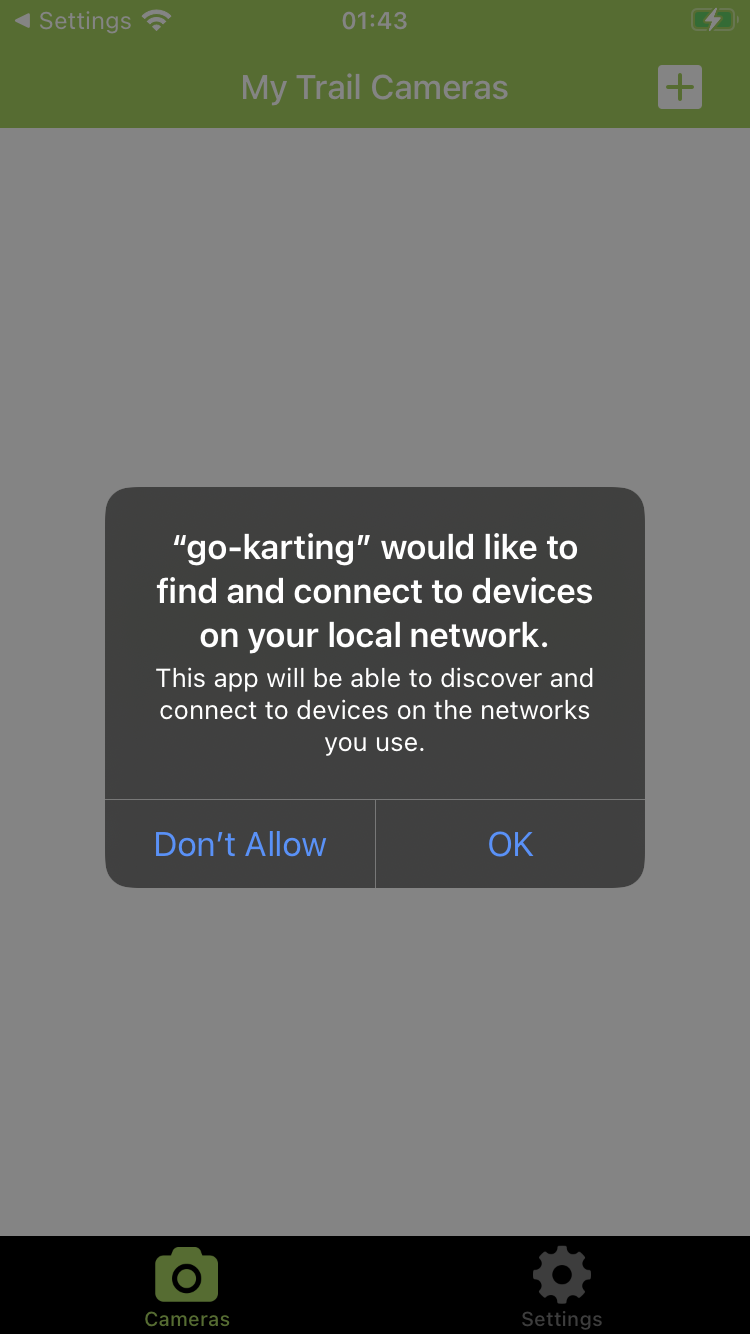 Settings
01:43
My Trail Cameras
“go-karting” would like to
find and connect to devices
on your local network.
This app will be able to discover and
connect to devices on the networks
you use.
Don’t Allow
OK
Cameras
Settings